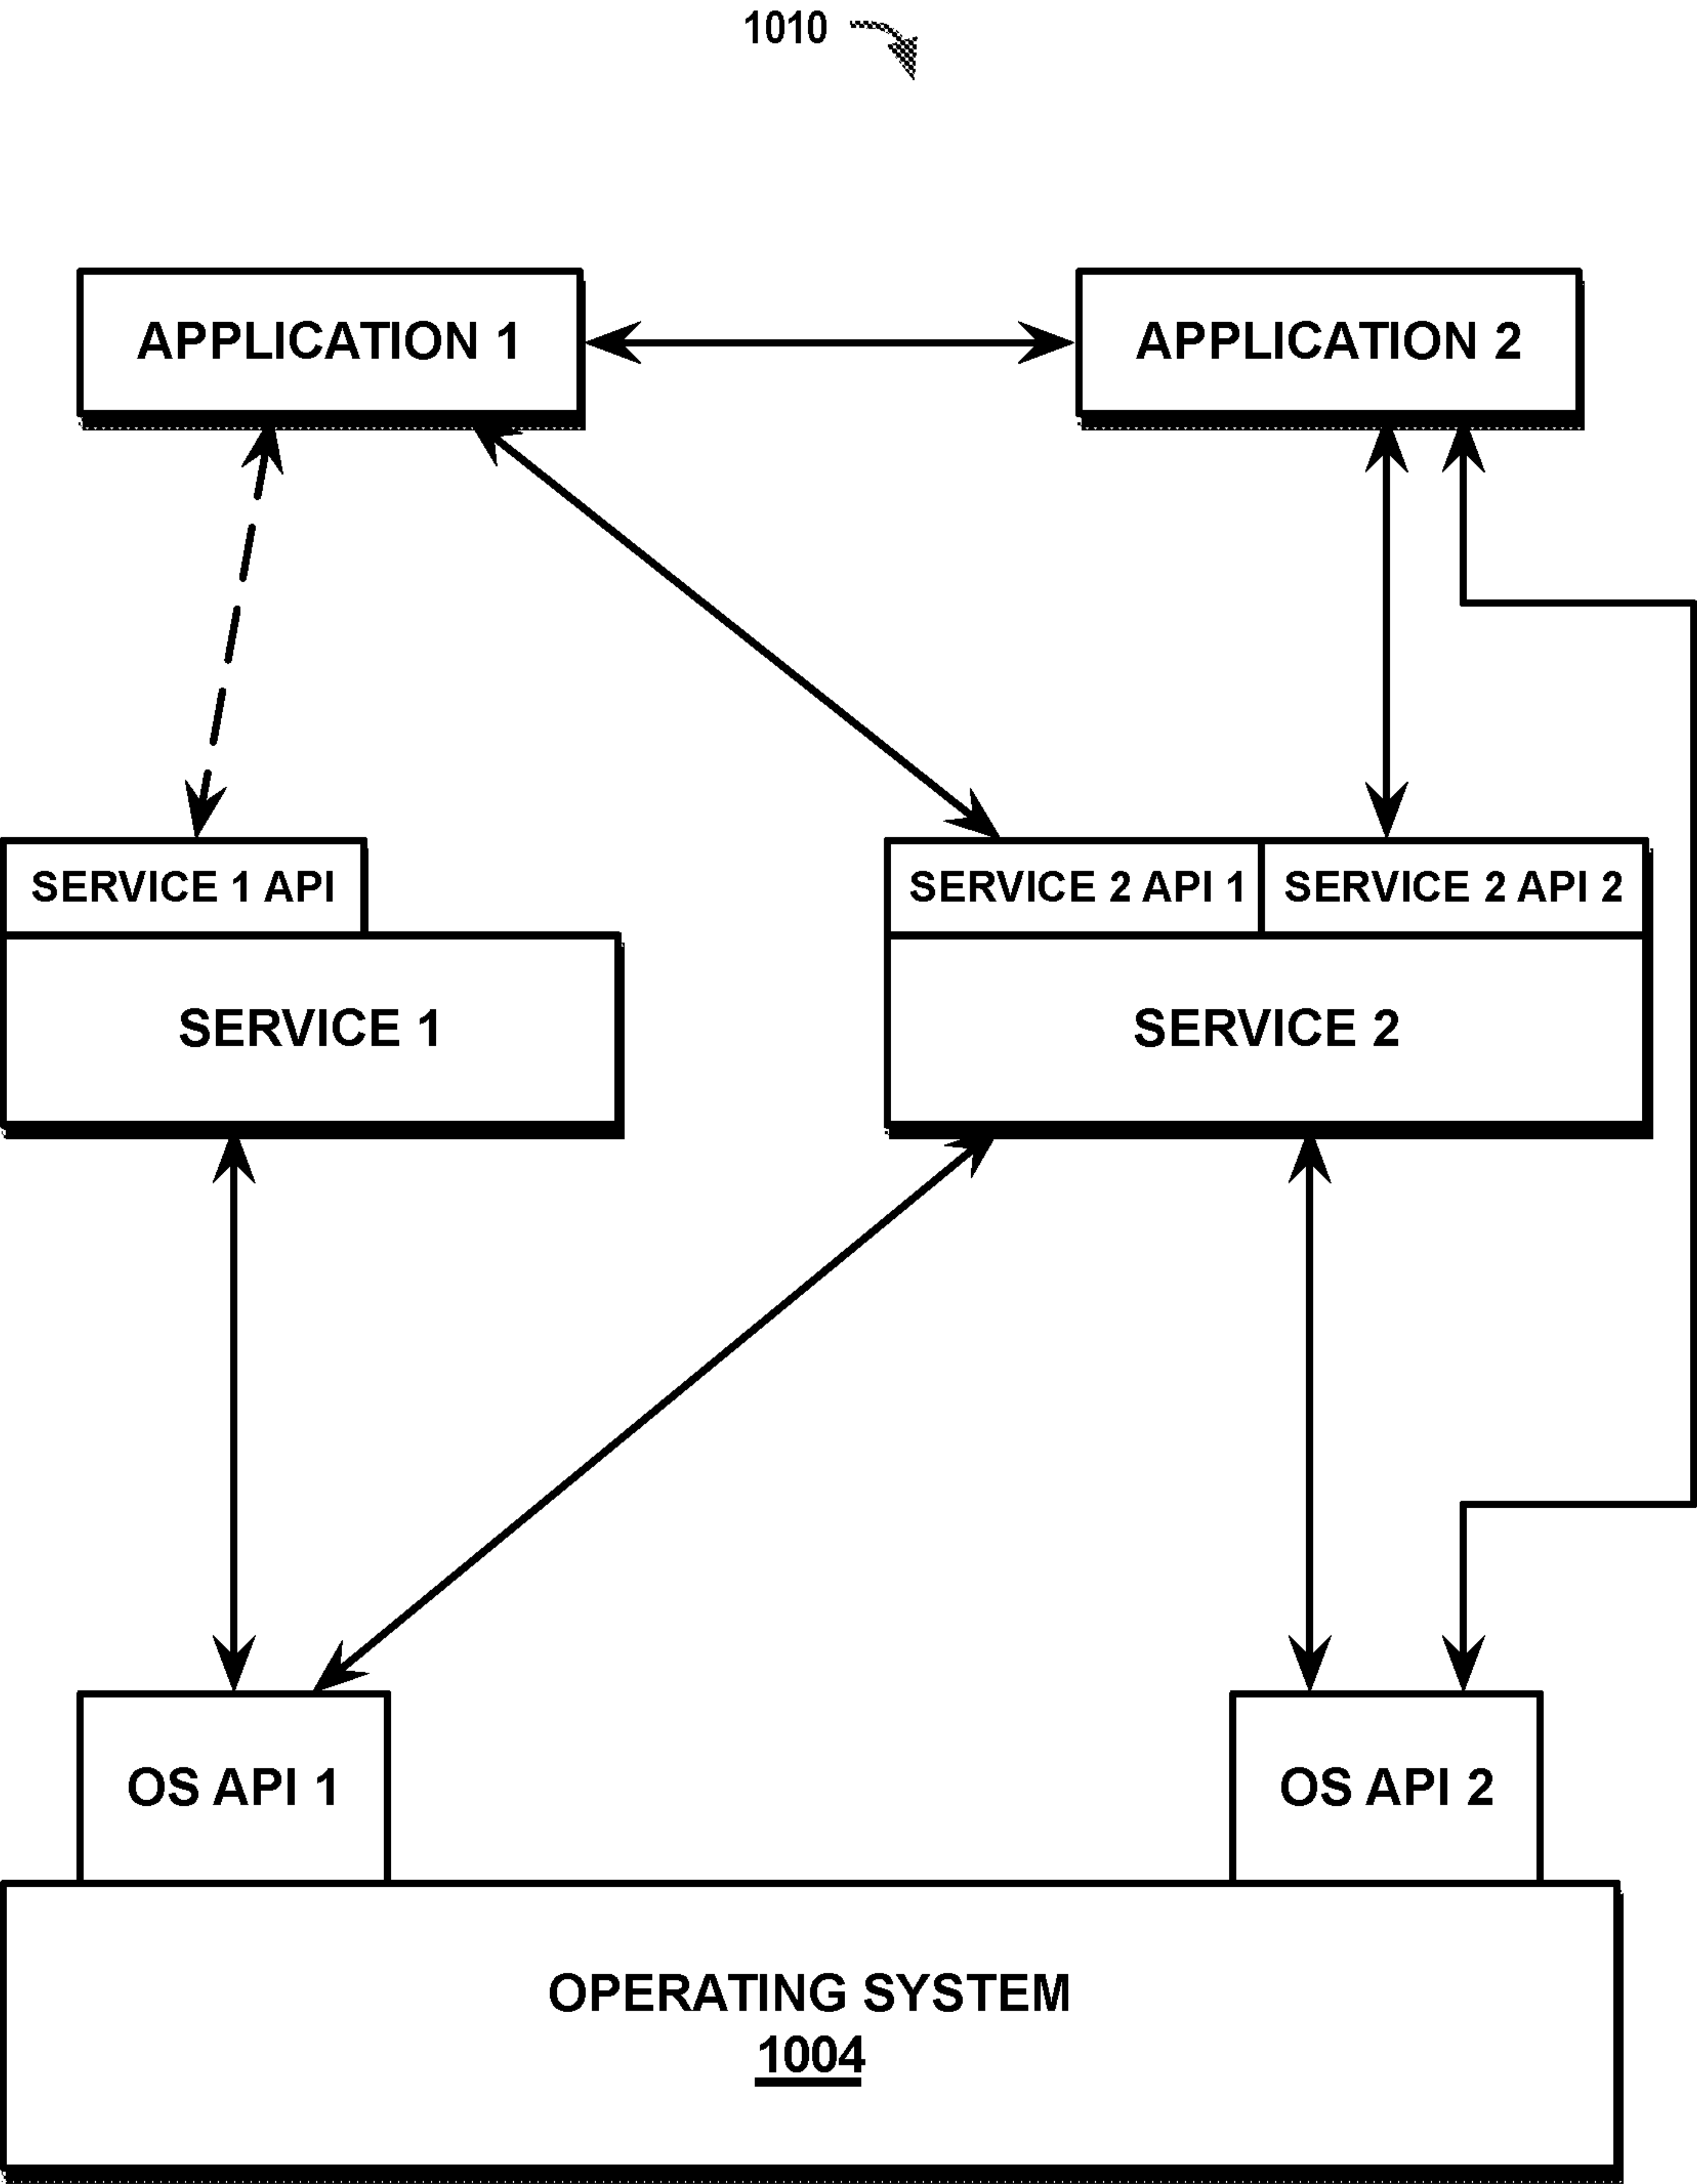 1010
APPLICATION 1
APPLICATION 2
SERVICE 1 API
SERVICE 2 API 1
SERVICE 2 API 2
SERVICE 1
SERVICE 2
OS API 1
OS API 2
OPERATING SYSTEM
1004